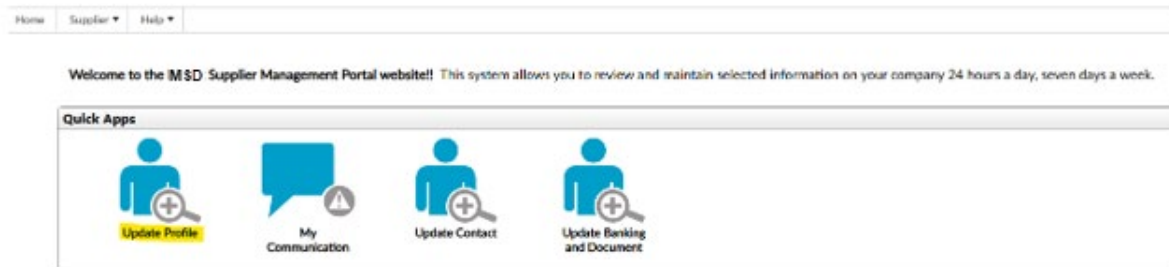 Home Supplier ▼ Help ▼
Welcome to the MSD Supplier Management Portal website!! This system allows you to review and maintain selected information on your company 24 hours a day, seven days a week.
Quick Apps
Update Profile
My
Communication
Update Contact
Update Banking
and Document